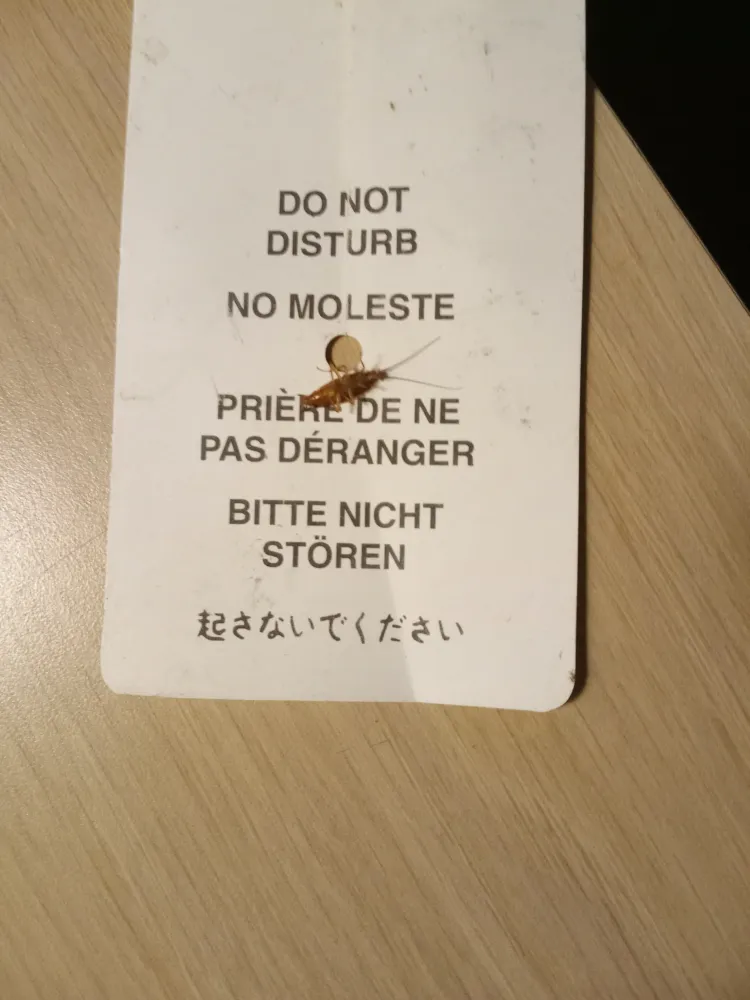 DO NOT
DISTURB
NO MOLESTE
PRIÈRE DE NE
PAS DÉRANGER
BITTE NICHT
STÖREN
起さないでください